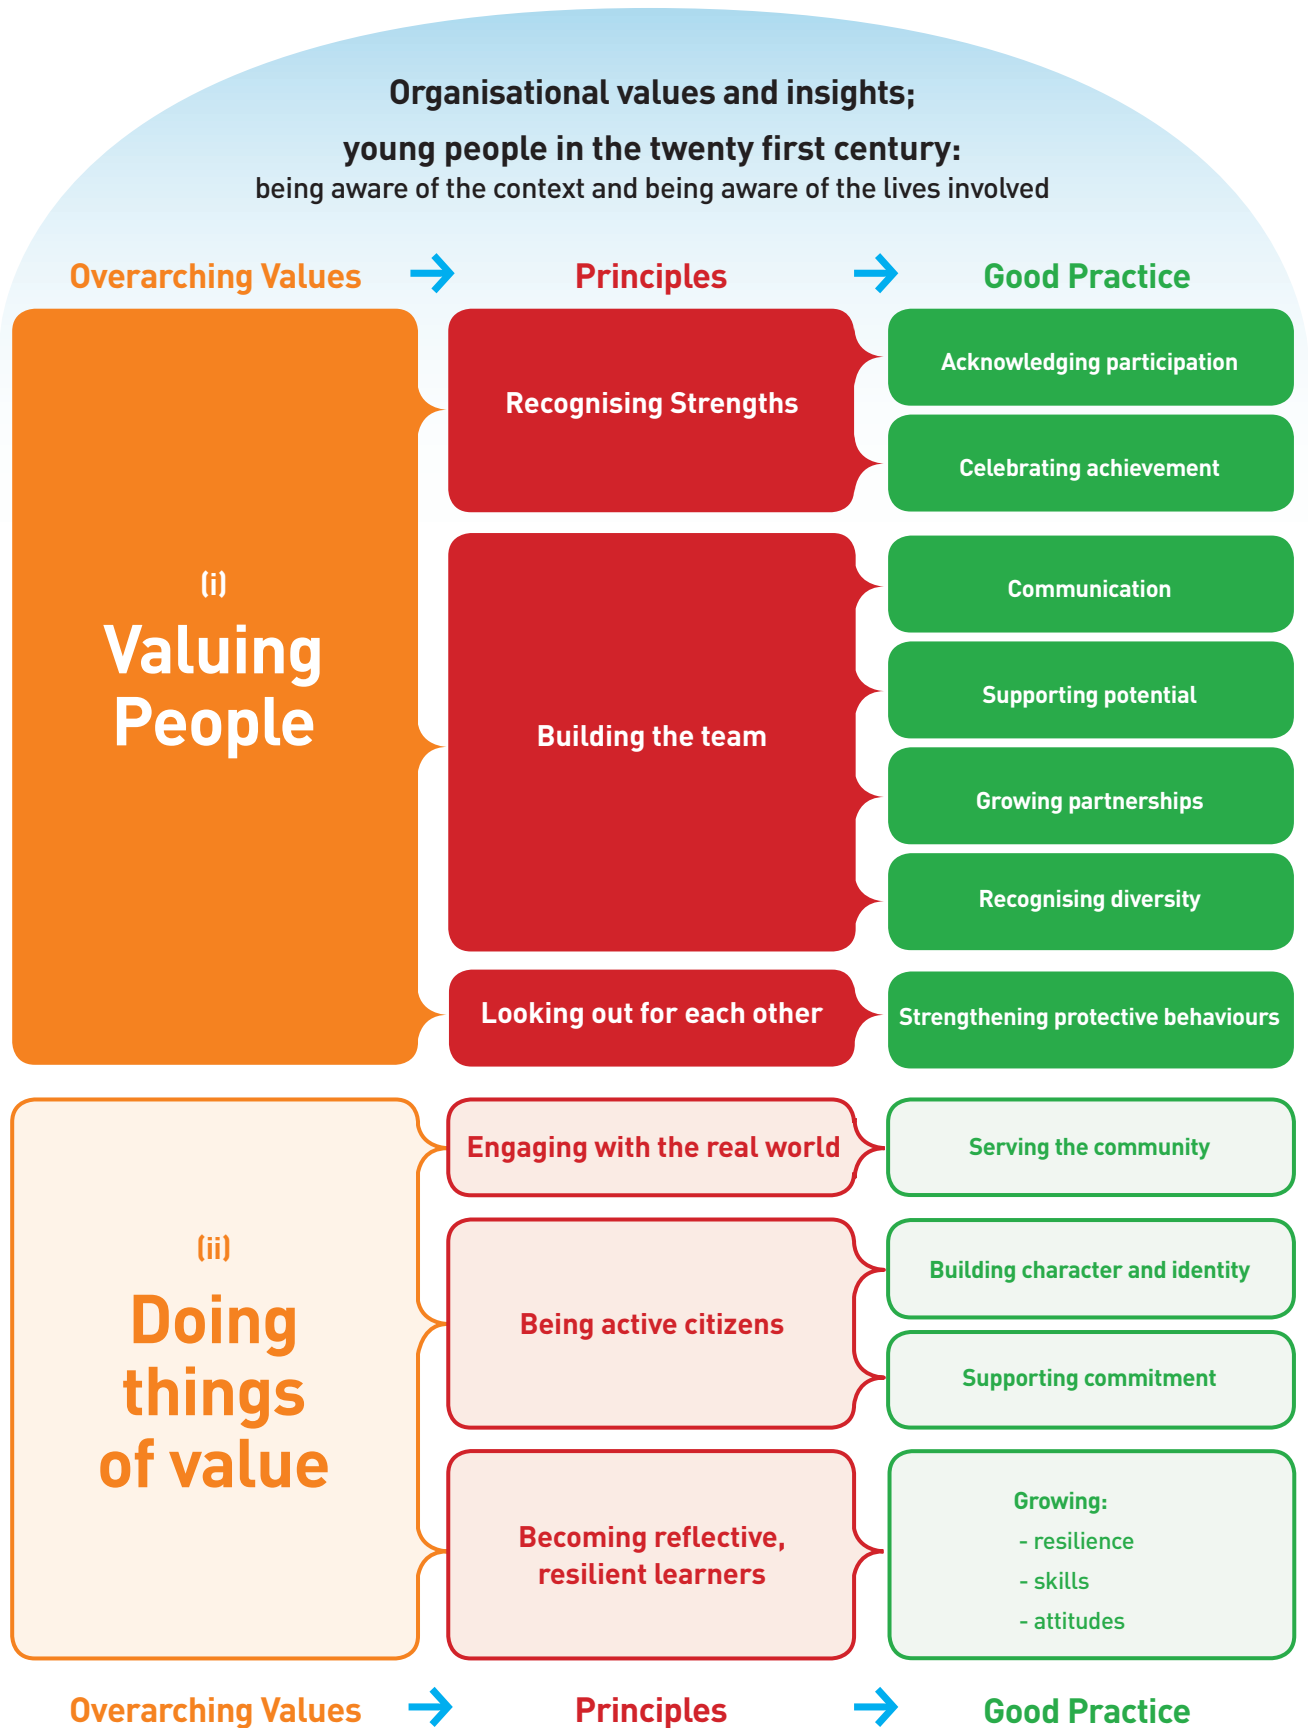 Organisational values and insights;
young people in the twenty first century:
being aware of the context and being aware of the lives involved
Overarching Values → Principles → Good Practice
(i)
Valuing
People
Recognising Strengths
Acknowledging participation
Celebrating achievement
Building the team
Communication
Supporting potential
Growing partnerships
Recognising diversity
Looking out for each other
Strengthening protective behaviours
(ii)
Doing
things
of value
Engaging with the real world
Serving the community
Being active citizens
Building character and identity
Supporting commitment
Becoming reflective,
resilient learners
Growing:
- resilience
- skills
- attitudes
Overarching Values → Principles → Good Practice